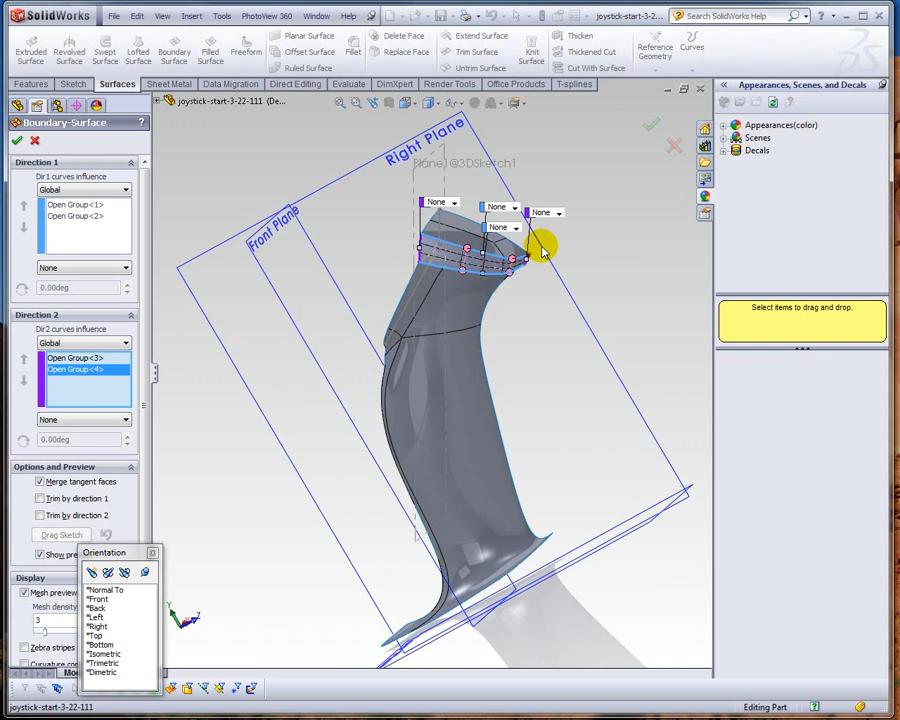 SolidWorks File Edit View Insert Tools PhotoView 360 Window Help joystick-start-3-2... Search SolidWorks Help
Extruded Surface
Revolved Surface
Swept Surface
Lofted Surface
Boundary Surface
Filled Surface
Freeform
Planar Surface
Offset Surface
Ruled Surface
Fillet
Delete Face
Replace Face
Extend Surface
Trim Surface
Untrim Surface
Knit Surface
Thicken
Thickened Cut
Cut With Surface
Reference Geometry
Curves
Features Sketch Surfaces Sheet Metal Data Migration Direct Editing Evaluate DimXpert Render Tools Office Products T-splines
Appearances, Scenes, and Decals
Appearances(color)
Scenes
Decals
Select items to drag and drop.
joystick-start-3-22-111 (De...
Boundary-Surface ?
Direction 1
Dir1 curves influence
Global
Open Group<1>
Open Group<2>
None
0.00deg
Direction 2
Dir2 curves influence
Global
Open Group<3>
Open Group<4>
None
0.00deg
Options and Preview
Merge tangent faces
Trim by direction 1
Trim by direction 2
Drag Sketch
Show pre
Display
Mesh preview
Mesh density
3
Zebra stripes
Orientation
*Normal To
*Front
*Back
*Left
*Right
*Top
*Bottom
*Isometric
*Trimetric
*Dimetric
Right Plane
Plane1@3DSketch1
Front Plane
None
None
None
None
Y
Z
joystick-start-3-22-111
Editing Part